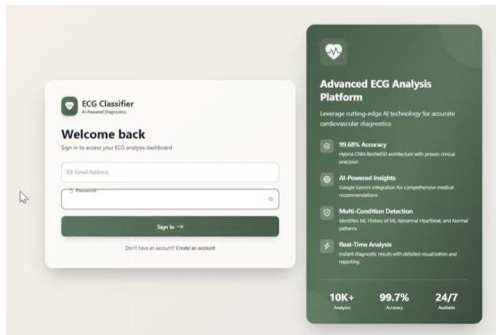 ECG Classifier
AI-Powered Diagnostics
Welcome back
Sign in to access your ECG analysis dashboard
Email Address
Password
Sign In →
Don't have an account? Create an account
Advanced ECG Analysis
Platform
Leverage cutting-edge AI technology for accurate
cardiovascular diagnostics
99.68% Accuracy
Hybrid CNN-ResNet50 architecture with proven clinical
precision
AI-Powered Insights
Google Gemini integration for comprehensive medical
recommendations
Multi-Condition Detection
Identifies MI, History of MI, Abnormal Heartbeat, and Normal
patterns
Real-Time Analysis
Instant diagnostic results with detailed visualization and
reporting
10K+ 99.7% 24/7
Analyses Accuracy Available